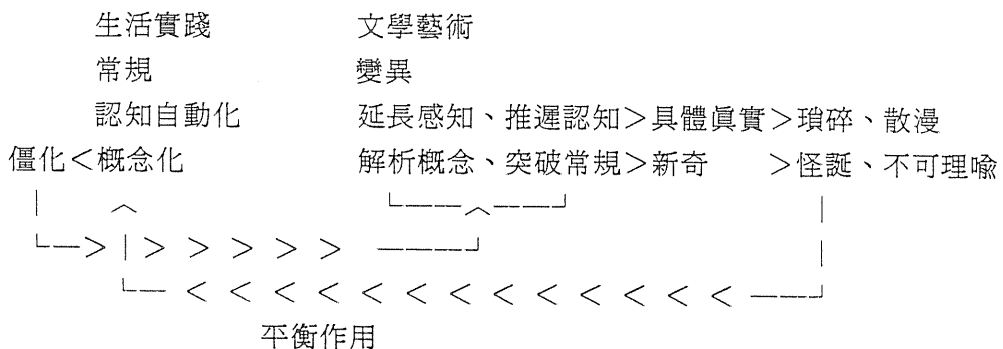 生活實踐 文學藝術
常規 變異
認知自動化 延長感知、推遲認知>具體眞實>瑣碎、散漫
僵化<概念化 解析概念、突破常規>新奇 >怪誕、不可理喻
平衡作用